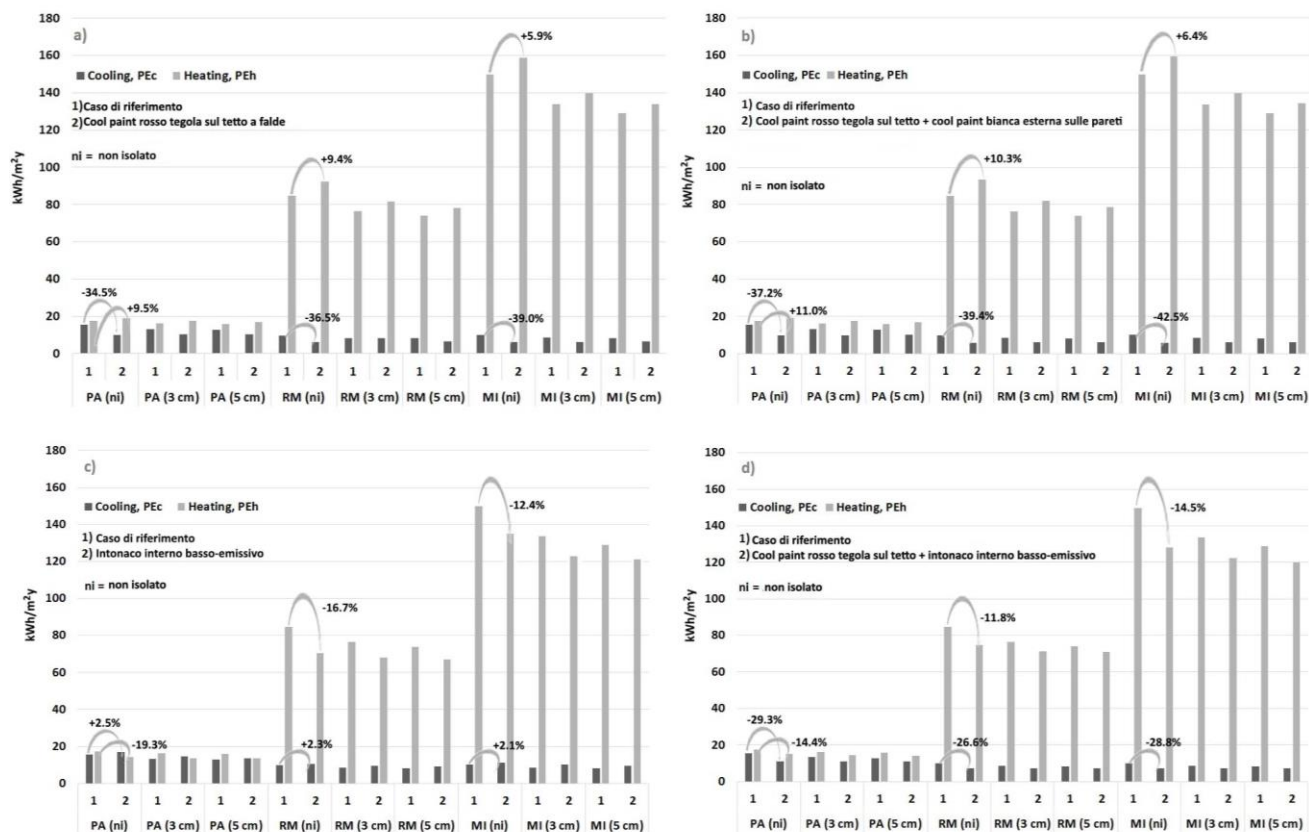 a)
180
160
140
120
100
80
60
40
20
0
kWh/m²y
Cooling, PEc Heating, PEh
1) Caso di riferimento
2) Cool paint rosso tegola sul tetto a falde
ni = non isolato
+5.9%
+9.4%
-34.5%
+9.5%
-36.5%
-39.0%
1 2 1 2 1 2 1 2 1 2 1 2 1 2 1 2 1 2
PA (ni) PA (3 cm) PA (5 cm) RM (ni) RM (3 cm) RM (5 cm) MI (ni) MI (3 cm) MI (5 cm)
b)
180
160
140
120
100
80
60
40
20
0
kWh/m²y
Cooling, PEc Heating, PEh
1) Caso di riferimento
2) Cool paint rosso tegola sul tetto + cool paint bianca esterna sulle pareti
ni = non isolato
+6.4%
+10.3%
-37.2%
+11.0%
-39.4%
-42.5%
1 2 1 2 1 2 1 2 1 2 1 2 1 2 1 2 1 2
PA (ni) PA (3 cm) PA (5 cm) RM (ni) RM (3 cm) RM (5 cm) MI (ni) MI (3 cm) MI (5 cm)
c)
180
160
140
120
100
80
60
40
20
0
kWh/m²y
Cooling, PEc Heating, PEh
1) Caso di riferimento
2) Intonaco interno basso-emissivo
ni = non isolato
-12.4%
-16.7%
+2.5%
-19.3%
+2.3%
+2.1%
1 2 1 2 1 2 1 2 1 2 1 2 1 2 1 2 1 2
PA (ni) PA (3 cm) PA (5 cm) RM (ni) RM (3 cm) RM (5 cm) MI (ni) MI (3 cm) MI (5 cm)
d)
180
160
140
120
100
80
60
40
20
0
kWh/m²y
Cooling, PEc Heating, PEh
1) Caso di riferimento
2) Cool paint rosso tegola sul tetto + intonaco interno basso-emissivo
ni = non isolato
-14.5%
-11.8%
-29.3%
-14.4%
-26.6%
-28.8%
1 2 1 2 1 2 1 2 1 2 1 2 1 2 1 2 1 2
PA (ni) PA (3 cm) PA (5 cm) RM (ni) RM (3 cm) RM (5 cm) MI (ni) MI (3 cm) MI (5 cm)